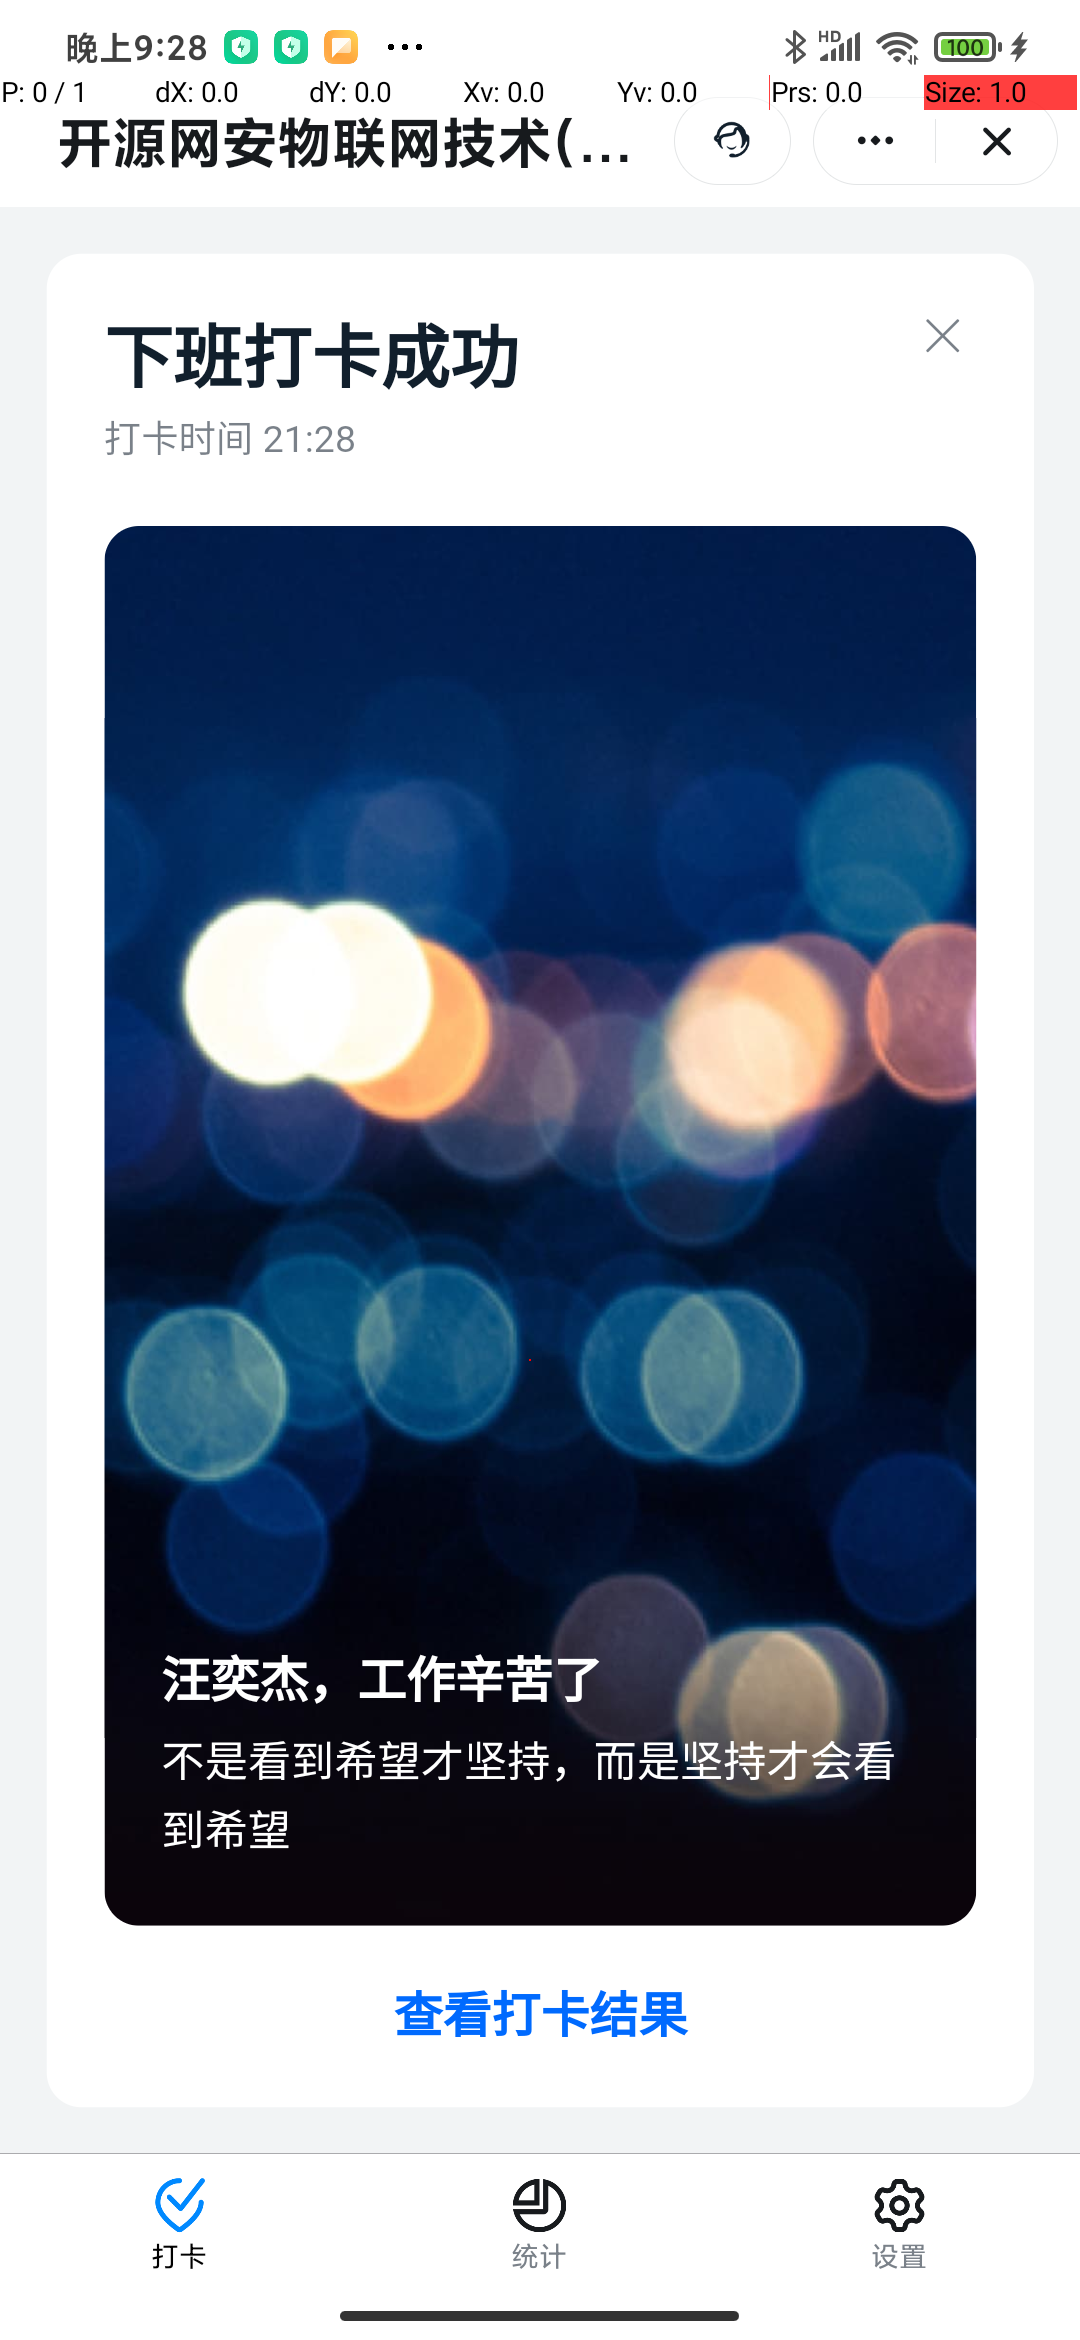 晚上9:28
HD
100
P: 0 / 1 dX: 0.0 dY: 0.0 Xv: 0.0 Yv: 0.0 Prs: 0.0 Size: 1.0
开源网安物联网技术(...
下班打卡成功
打卡时间 21:28
汪奕杰，工作辛苦了
不是看到希望才坚持，而是坚持才会看
到希望
查看打卡结果
打卡 统计 设置